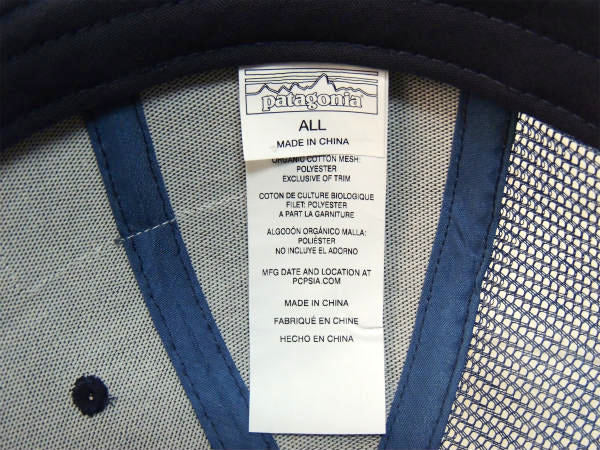 patagonia
ALL
MADE IN CHINA
ORGANIC COTTON MESH:
POLYESTER
EXCLUSIVE OF TRIM
COTON DE CULTURE BIOLOGIQUE
FILET: POLYESTER
A PART LA GARNITURE
ALGODÓN ORGÁNICO MALLA:
POLIÉSTER
NO INCLUYE EL ADORNO
MFG DATE AND LOCATION AT
PCPSIA.COM
MADE IN CHINA
FABRIQUÉ EN CHINE
HECHO EN CHINA